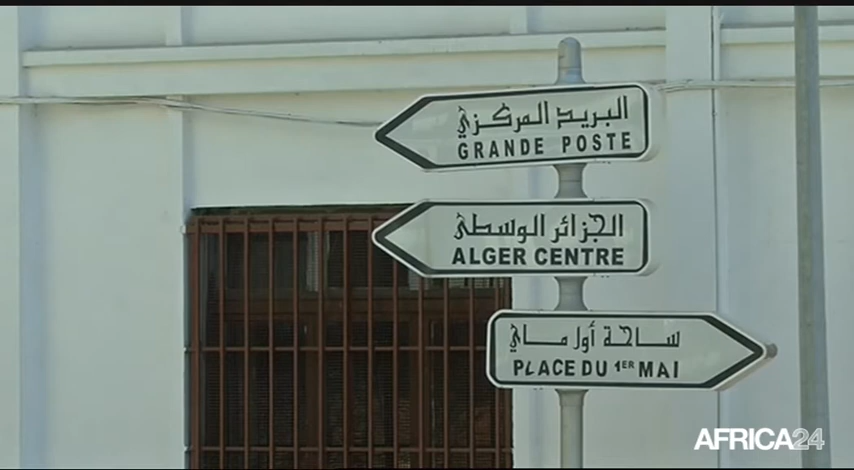 البريد المركزي
GRANDE POSTE
الجزائر الوسطى
ALGER CENTRE
ساحة أول ماي
PLACE DU 1ER MAI
AFRICA24